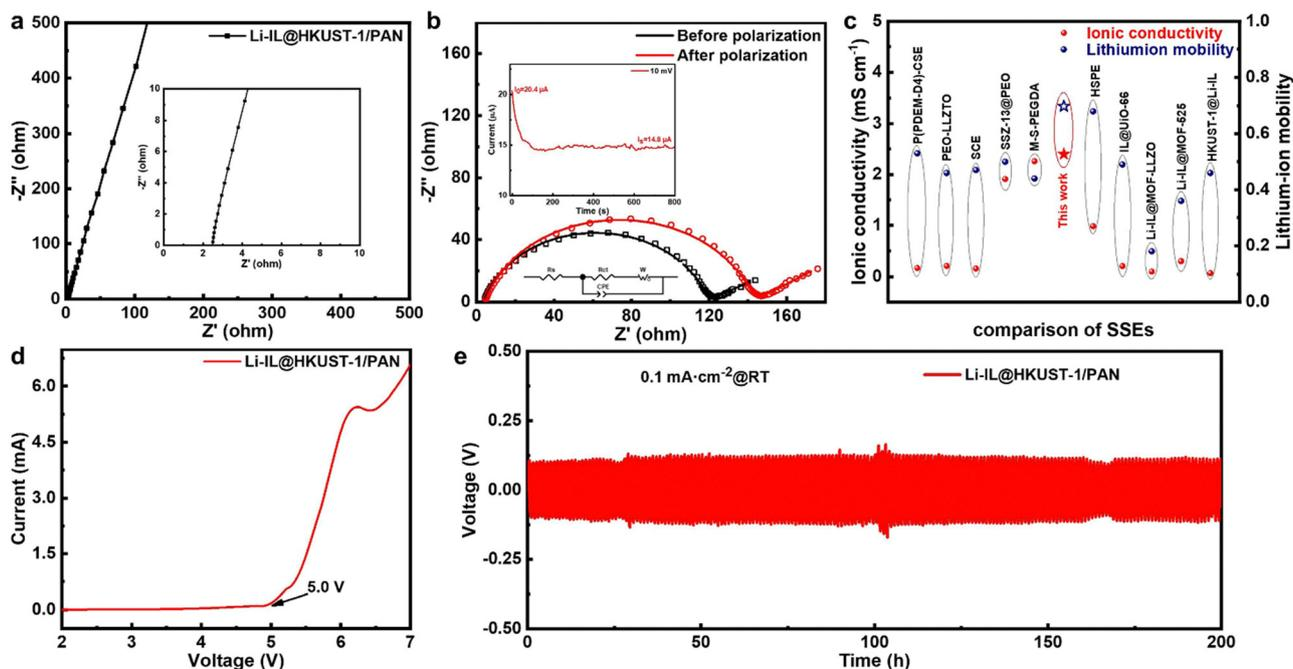 a
500
400
300
200
100
0
-Z'' (ohm)
Li-IL@HKUST-1/PAN
10
8
6
4
2
0
-Z'' (ohm)
0 2 4 6 8 10
Z' (ohm)
0 100 200 300 400 500
Z' (ohm)
b
160
120
80
40
0
-Z'' (ohm)
Before polarization
After polarization
10 mV
I0=20.4 μA
Is=14.8 μA
20
15
10
Current (μA)
0 200 400 600 800
Time (s)
Rs Rct W
CPE
0 40 80 120 160
Z' (ohm)
c
5
4
3
2
1
0
Ionic conductivity (mS cm-1)
Ionic conductivity
Lithiumion mobility
P(PDEM-D4)-CSE
PEO-LLZTO
SCE
SSZ-13@PEO
M-S-PEGDA
This work
HSPE
IL@UiO-66
Li-IL@MOF-LLZO
Li-IL@MOF-625
HKUST-1@Li-IL
1.0
0.8
0.6
0.4
0.2
0.0
Lithium-ion mobility
comparison of SSEs
d
6.0
4.5
3.0
1.5
0.0
Current (mA)
Li-IL@HKUST-1/PAN
5.0 V
2 3 4 5 6 7
Voltage (V)
e
0.50
0.25
0.00
-0.25
-0.50
Voltage (V)
0.1 mA·cm-2@RT
Li-IL@HKUST-1/PAN
0 50 100 150 200
Time (h)